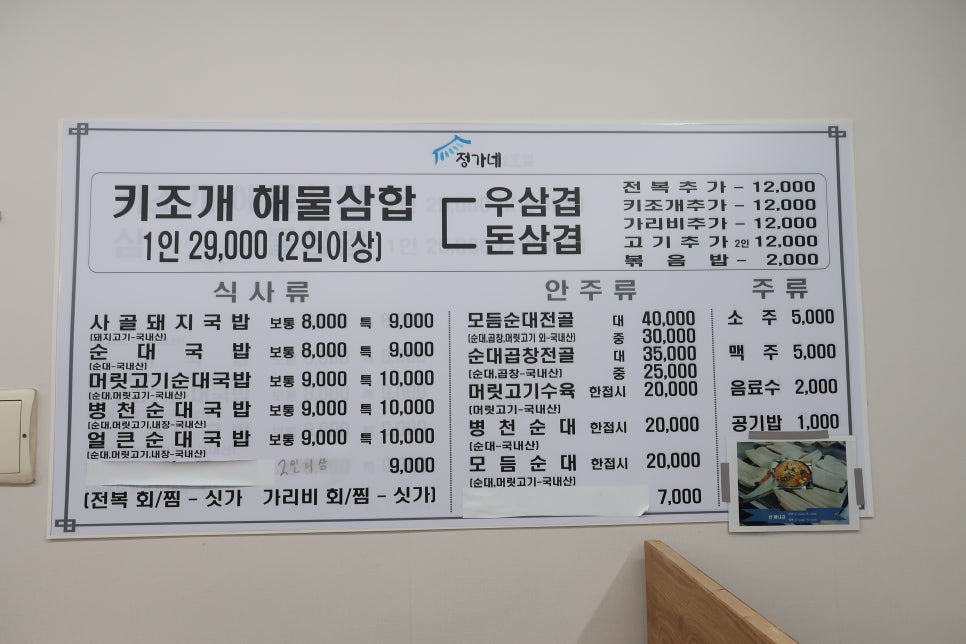 정가네
키조개 해물삼합
1인 29,000 (2인이상)
우삼겹
돈삼겹
전복추가 - 12,000
키조개추가 - 12,000
가리비추가 - 12,000
고기추가 2인 12,000
볶음밥 - 2,000
식사류
사골돼지국밥 보통 8,000 특 9,000
(돼지고기-국내산)
순대국밥 보통 8,000 특 9,000
(순대-국내산)
머릿고기순대국밥 보통 9,000 특 10,000
(순대,머릿고기-국내산)
병천순대국밥 보통 9,000 특 10,000
(순대,머릿고기,내장-국내산)
얼큰순대국밥 보통 9,000 특 10,000
(순대,머릿고기,내장-국내산)
2인이상 9,000
(전복 회/찜 - 싯가 가리비 회/찜 - 싯가)
안주류
모듬순대전골 대 40,000
(순대,곱창,머릿고기 외-국내산) 중 30,000
순대곱창전골 대 35,000
(순대,곱창-국내산) 중 25,000
머릿고기수육 한접시 20,000
(머릿고기-국내산)
병천순대 한접시 20,000
(순대-국내산)
모듬순대 한접시 20,000
(순대,머릿고기-국내산)
7,000
주류
소주 5,000
맥주 5,000
음료수 2,000
공기밥 1,000